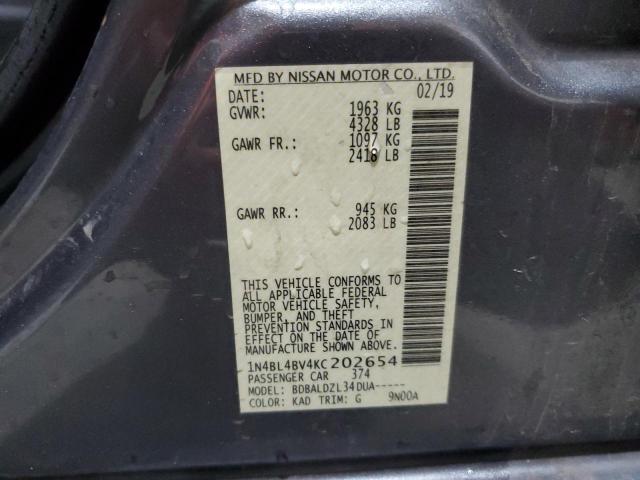 MFD BY NISSAN MOTOR CO., LTD.
DATE: 02/19
GVWR: 1963 KG
4328 LB
GAWR FR.: 1097 KG
2418 LB
GAWR RR.: 945 KG
2083 LB
THIS VEHICLE CONFORMS TO
ALL APPLICABLE FEDERAL
MOTOR VEHICLE SAFETY,
BUMPER, AND THEFT
PREVENTION STANDARDS IN
EFFECT ON THE DATE OF
MANUFACTURE SHOWN ABOVE.
1N4BL4BV4KC202654
PASSENGER CAR 374
MODEL: BDBALDZL34DUA-----
COLOR: KAD TRIM: G 9N00A